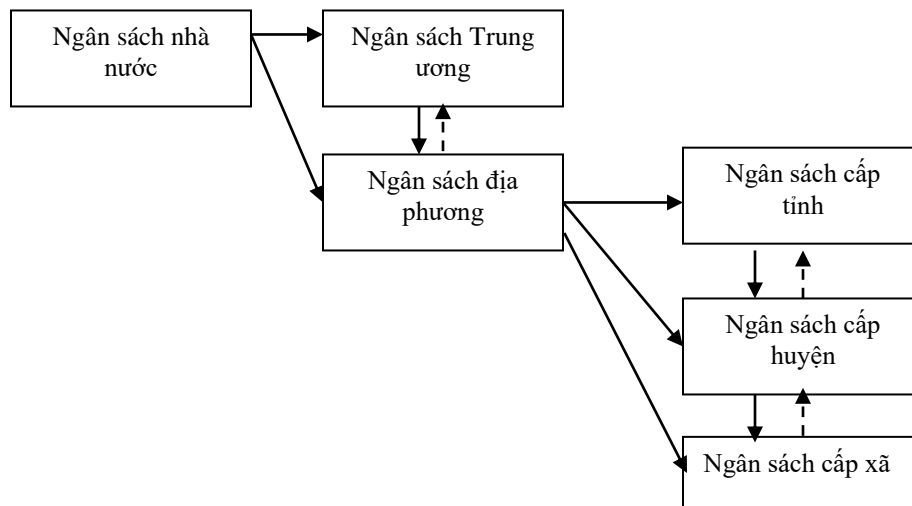 Ngân sách nhà
nước
Ngân sách Trung
ương
Ngân sách địa
phương
Ngân sách cấp
tỉnh
Ngân sách cấp
huyện
Ngân sách cấp xã